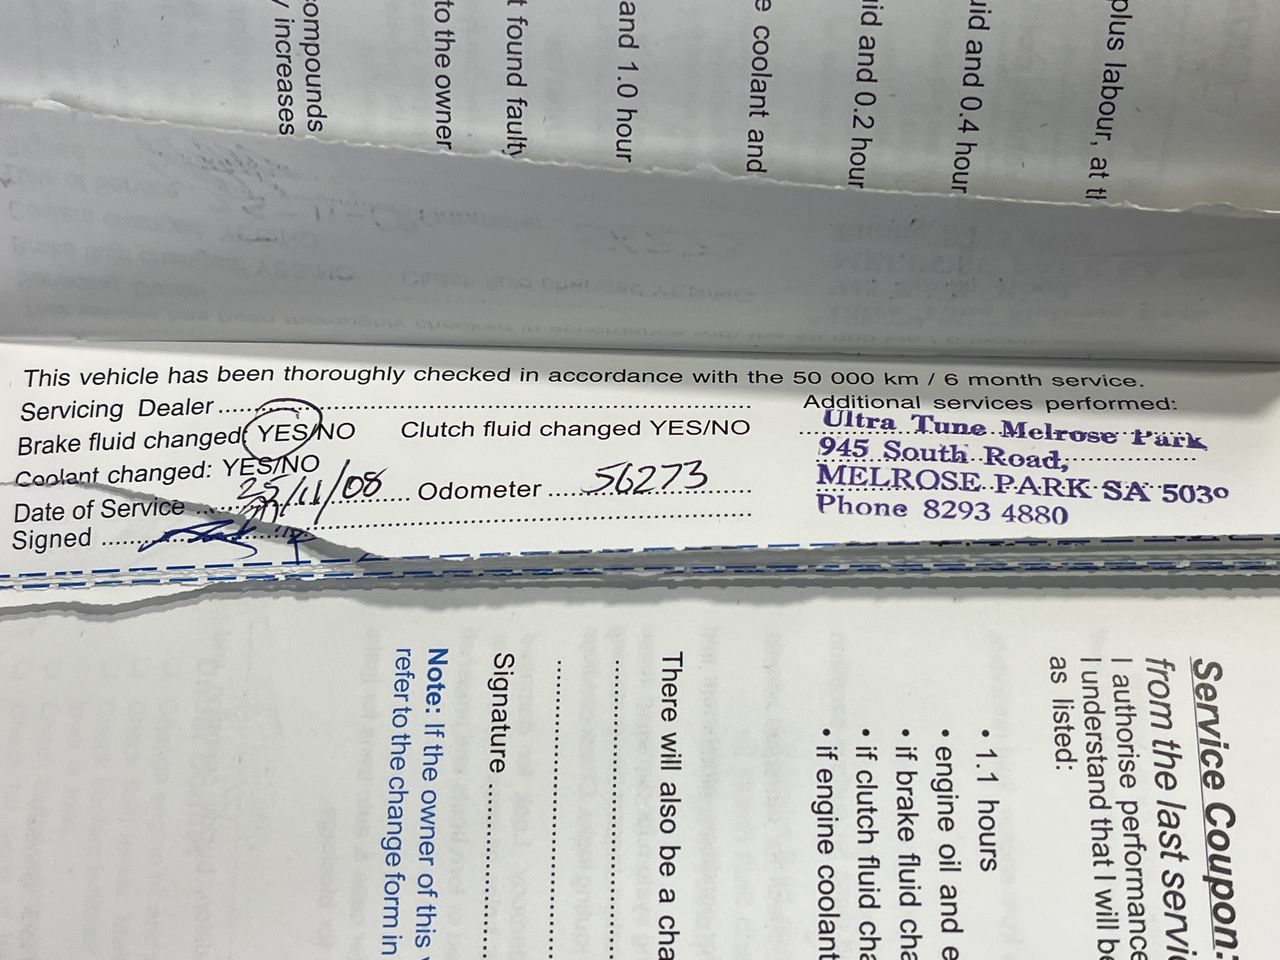 ompounds
increases
to the owner
t found faulty
and 1.0 hour
e coolant and
id and 0.2 hour
uid and 0.4 hour
plus labour, at
This vehicle has been thoroughly checked in accordance with the 50 000 km / 6 month service.
Servicing Dealer
Brake fluid changed: YES/NO Clutch fluid changed YES/NO
Coolant changed: YES/NO
Date of Service /11/08 Odometer 56273
Signed
Additional services performed:
Ultra Tune Melrose Park
945 South Road,
MELROSE PARK SA 5030
Phone 8293 4880
Service Coupon:
from the last servi
I authorise performance
I understand that I will be
as listed:
• 1.1 hours
• engine oil and e
• if brake fluid cha
• if clutch fluid cha
• if engine coolant
There will also be a cha
Signature
Note: If the owner of this
refer to the change form in